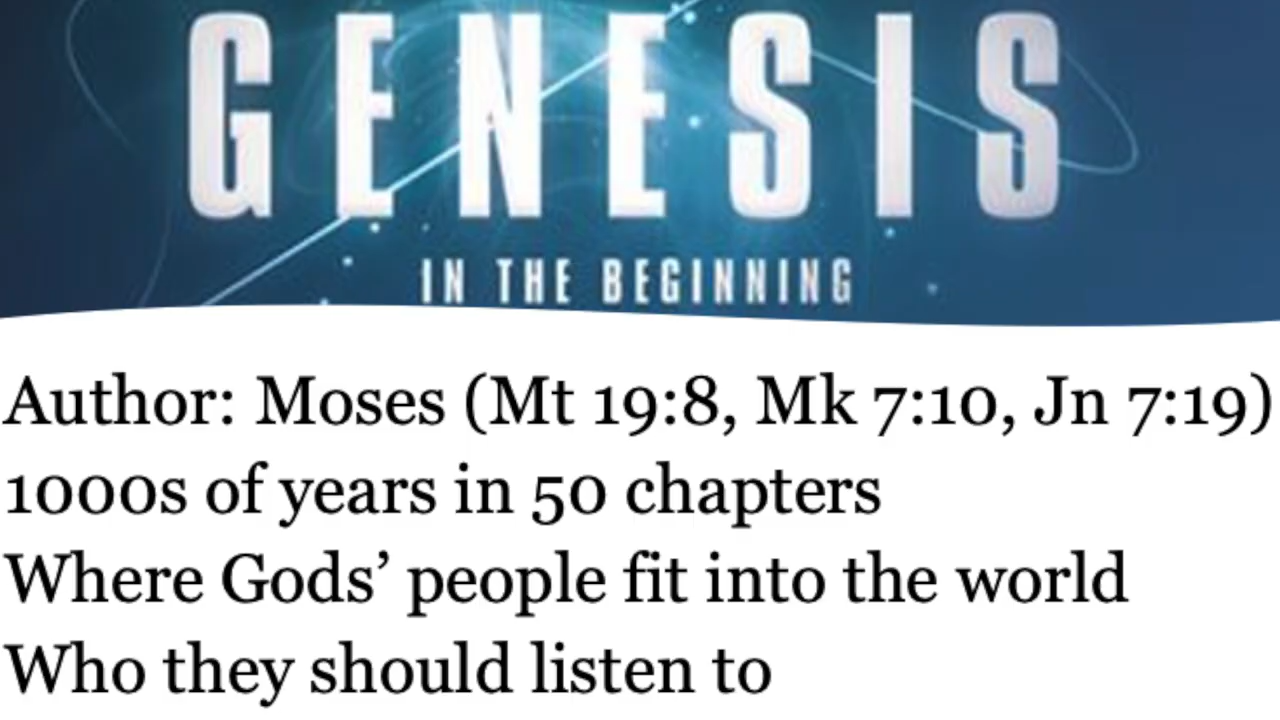 GENESIS
IN THE BEGINNING
Author: Moses (Mt 19:8, Mk 7:10, Jn 7:19)
1000s of years in 50 chapters
Where Gods’ people fit into the world
Who they should listen to